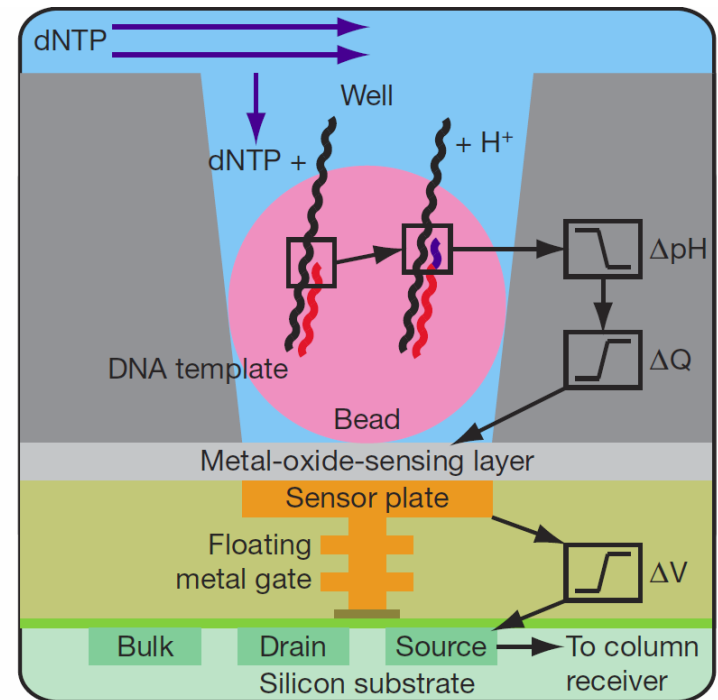 dNTP
Well
dNTP +
+ H⁺
ΔpH
DNA template
ΔQ
Bead
Metal-oxide-sensing layer
Sensor plate
Floating
metal gate
ΔV
Bulk
Drain
Source
To column
receiver
Silicon substrate